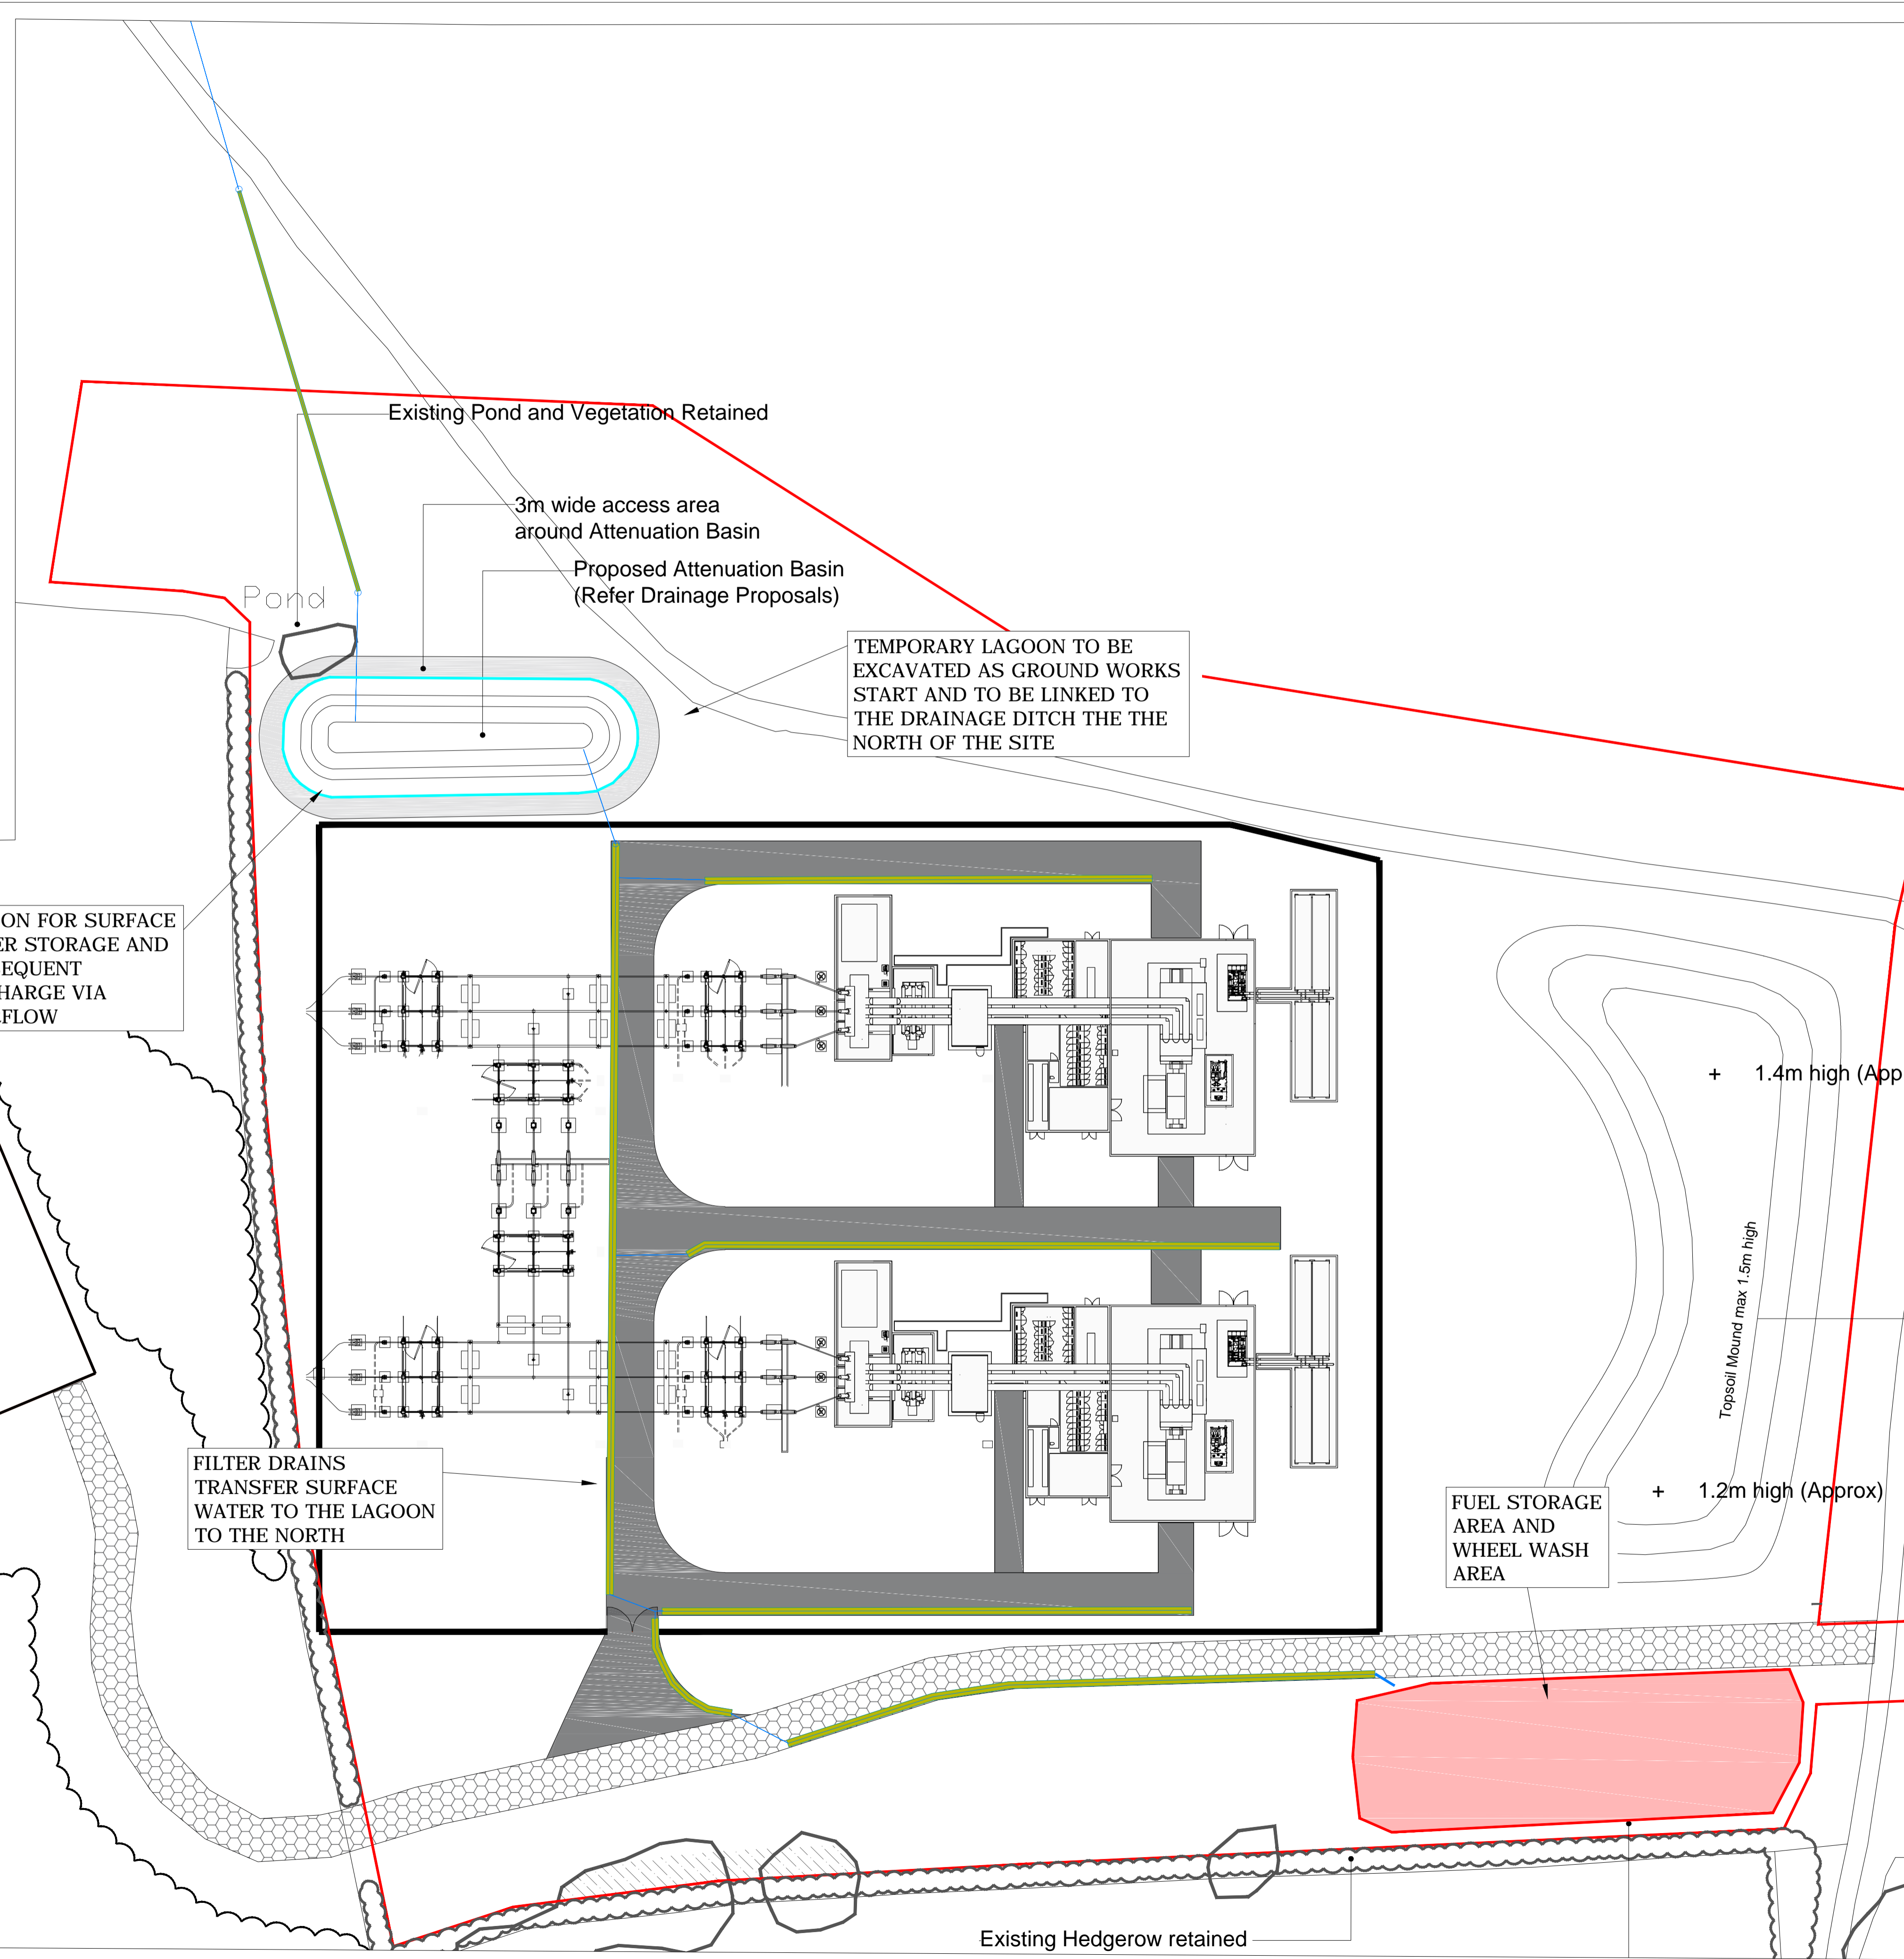 Existing Pond and Vegetation Retained
3m wide access area
around Attenuation Basin
Proposed Attenuation Basin
(Refer Drainage Proposals)
Pond
TEMPORARY LAGOON TO BE
EXCAVATED AS GROUND WORKS
START AND TO BE LINKED TO
THE DRAINAGE DITCH THE THE
NORTH OF THE SITE
ON FOR SURFACE
ER STORAGE AND
EQUENT
HARGE VIA
FLOW
+ 1.4m high (App
Topsoil Mound max 1.5m high
+ 1.2m high (Approx)
FILTER DRAINS
TRANSFER SURFACE
WATER TO THE LAGOON
TO THE NORTH
FUEL STORAGE
AREA AND
WHEEL WASH
AREA
Existing Hedgerow retained